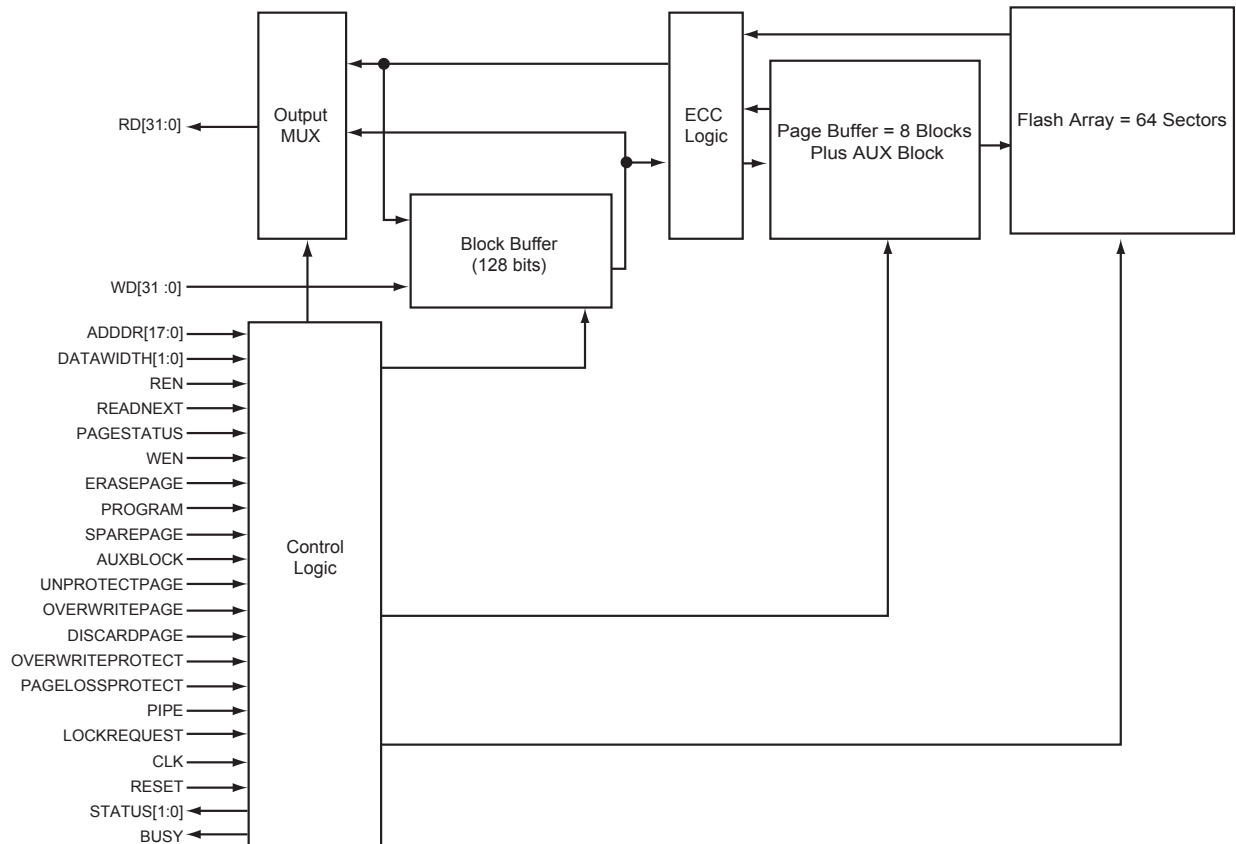 Output
MUX
ECC
Logic
Page Buffer = 8 Blocks
Plus AUX Block
Flash Array = 64 Sectors
RD[31:0]
Block Buffer
(128 bits)
WD[31 :0]
ADDDR[17:0]
DATAWIDTH[1:0]
REN
READNEXT
PAGESTATUS
WEN
ERASEPAGE
PROGRAM
SPAREPAGE
AUXBLOCK
UNPROTECTPAGE
OVERWRITEPAGE
DISCARDPAGE
OVERWRITEPROTECT
PAGELOSSPROTECT
PIPE
LOCKREQUEST
CLK
RESET
STATUS[1:0]
BUSY
Control
Logic